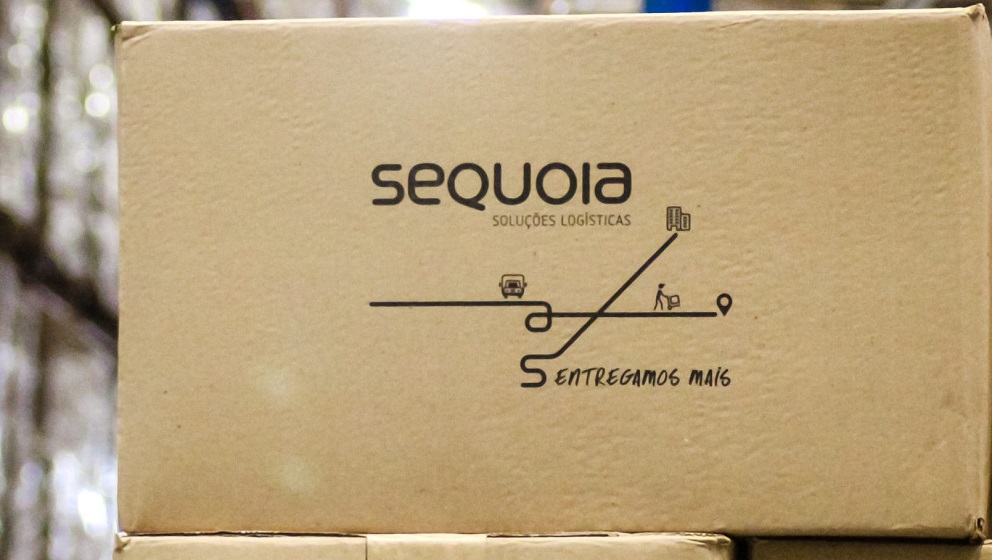 sequoia
SOLUÇÕES LOGÍSTICAS
S ENTREGAMOS MAIS